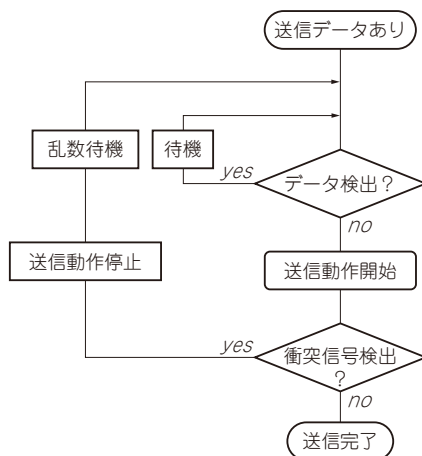 送信データあり
乱数待機
待機
yes
データ検出？
no
送信動作停止
送信動作開始
yes
衝突信号検出
？
no
送信完了